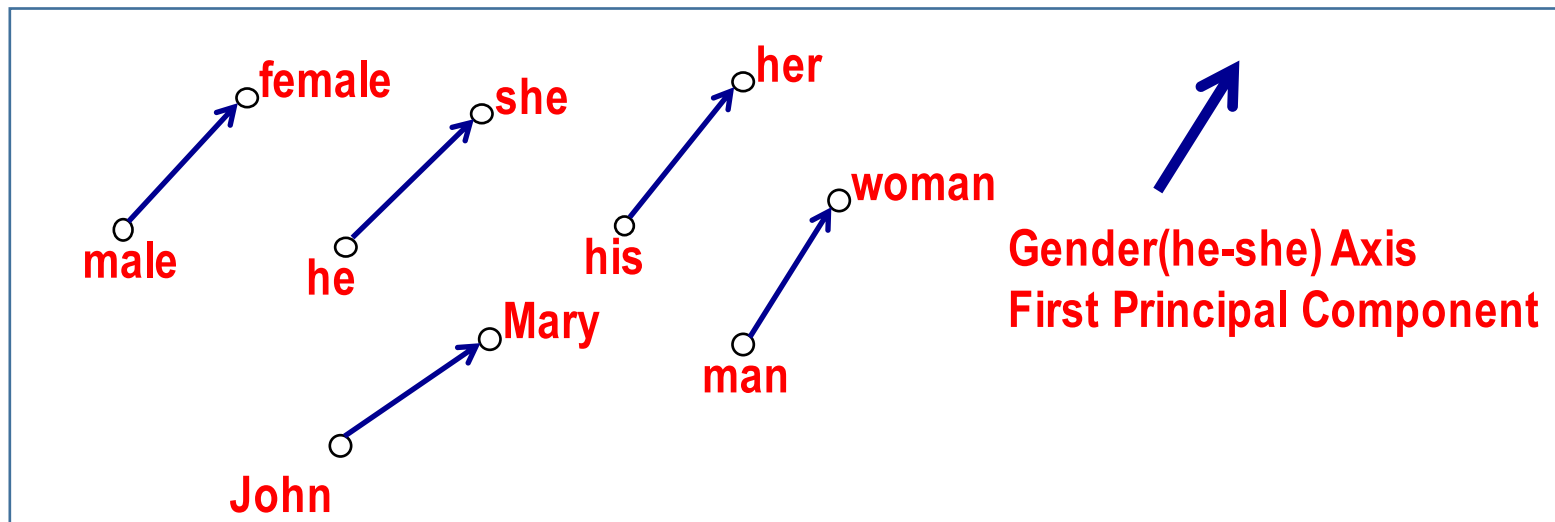 female
she
her
male
he
his
woman
Gender(he-she) Axis
First Principal Component
Mary
man
John